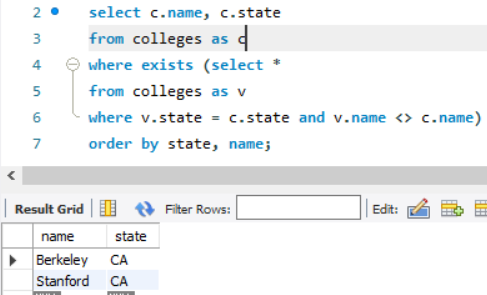 2 select c.name, c.state
3 from colleges as c
4 where exists (select *
5 from colleges as v
6 where v.state = c.state and v.name <> c.name)
7 order by state, name;
Result Grid Filter Rows: Edit:
name state
Berkeley CA
Stanford CA